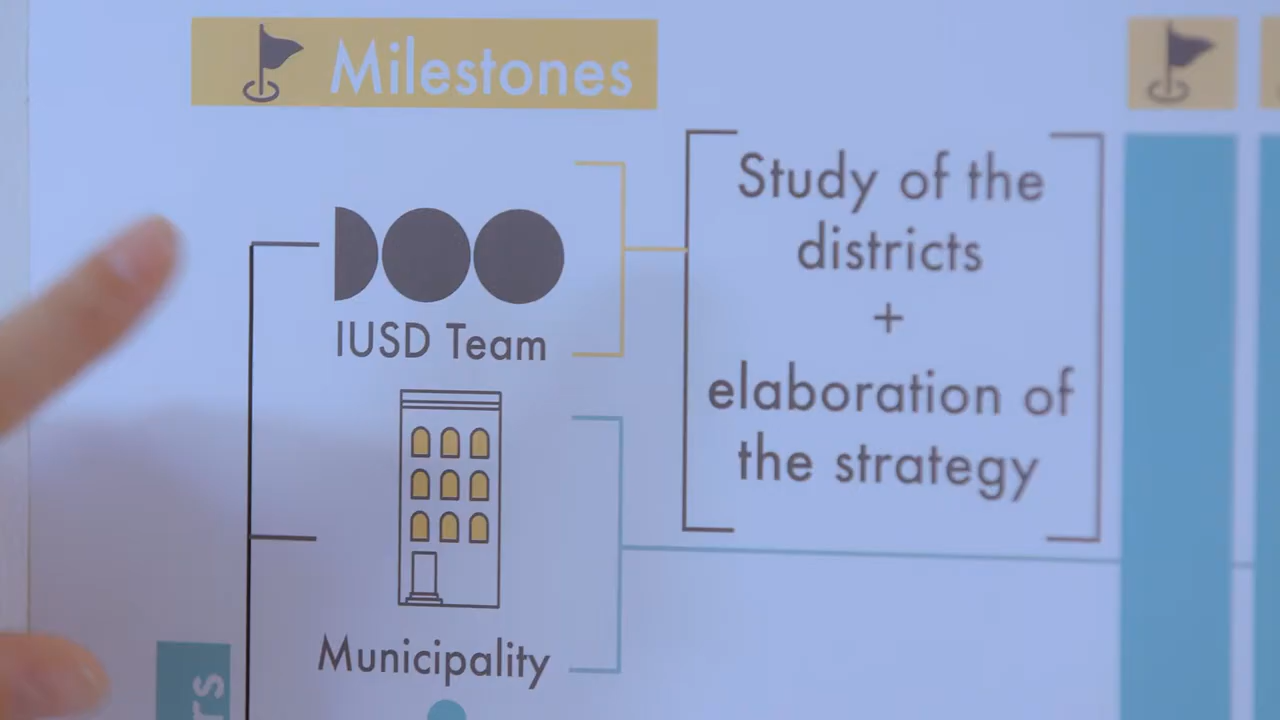 Milestones
Study of the
districts
+
elaboration of
the strategy
IUSD Team
Municipality